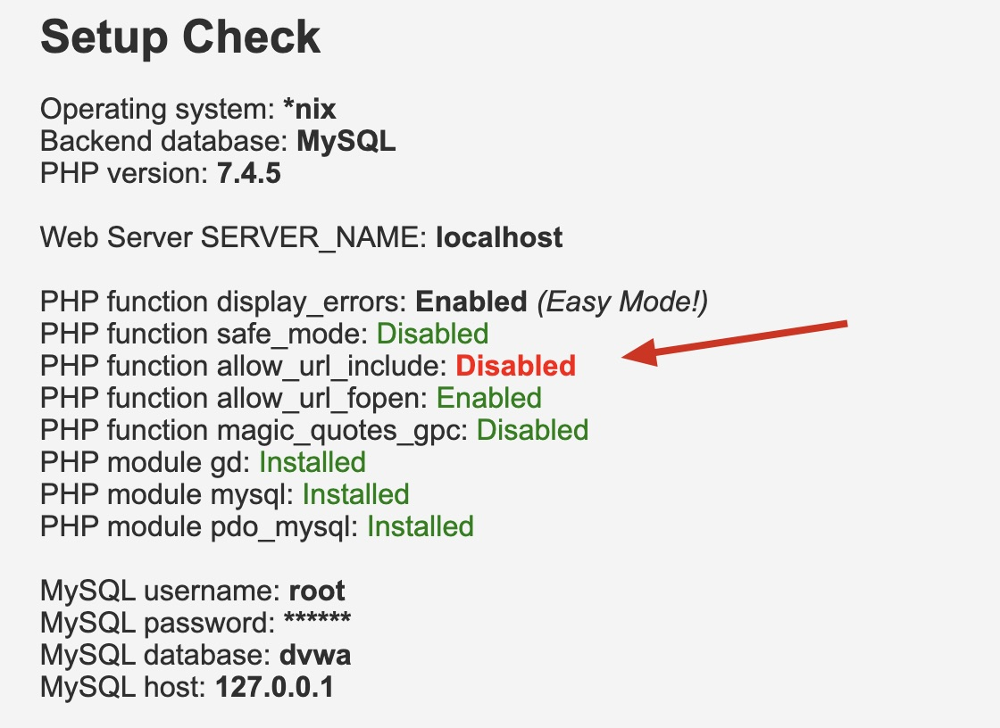 Setup Check
Operating system: *nix
Backend database: MySQL
PHP version: 7.4.5
Web Server SERVER_NAME: localhost
PHP function display_errors: Enabled (Easy Mode!)
PHP function safe_mode: Disabled
PHP function allow_url_include: Disabled
PHP function allow_url_fopen: Enabled
PHP function magic_quotes_gpc: Disabled
PHP module gd: Installed
PHP module mysql: Installed
PHP module pdo_mysql: Installed
MySQL username: root
MySQL password: ******
MySQL database: dvwa
MySQL host: 127.0.0.1